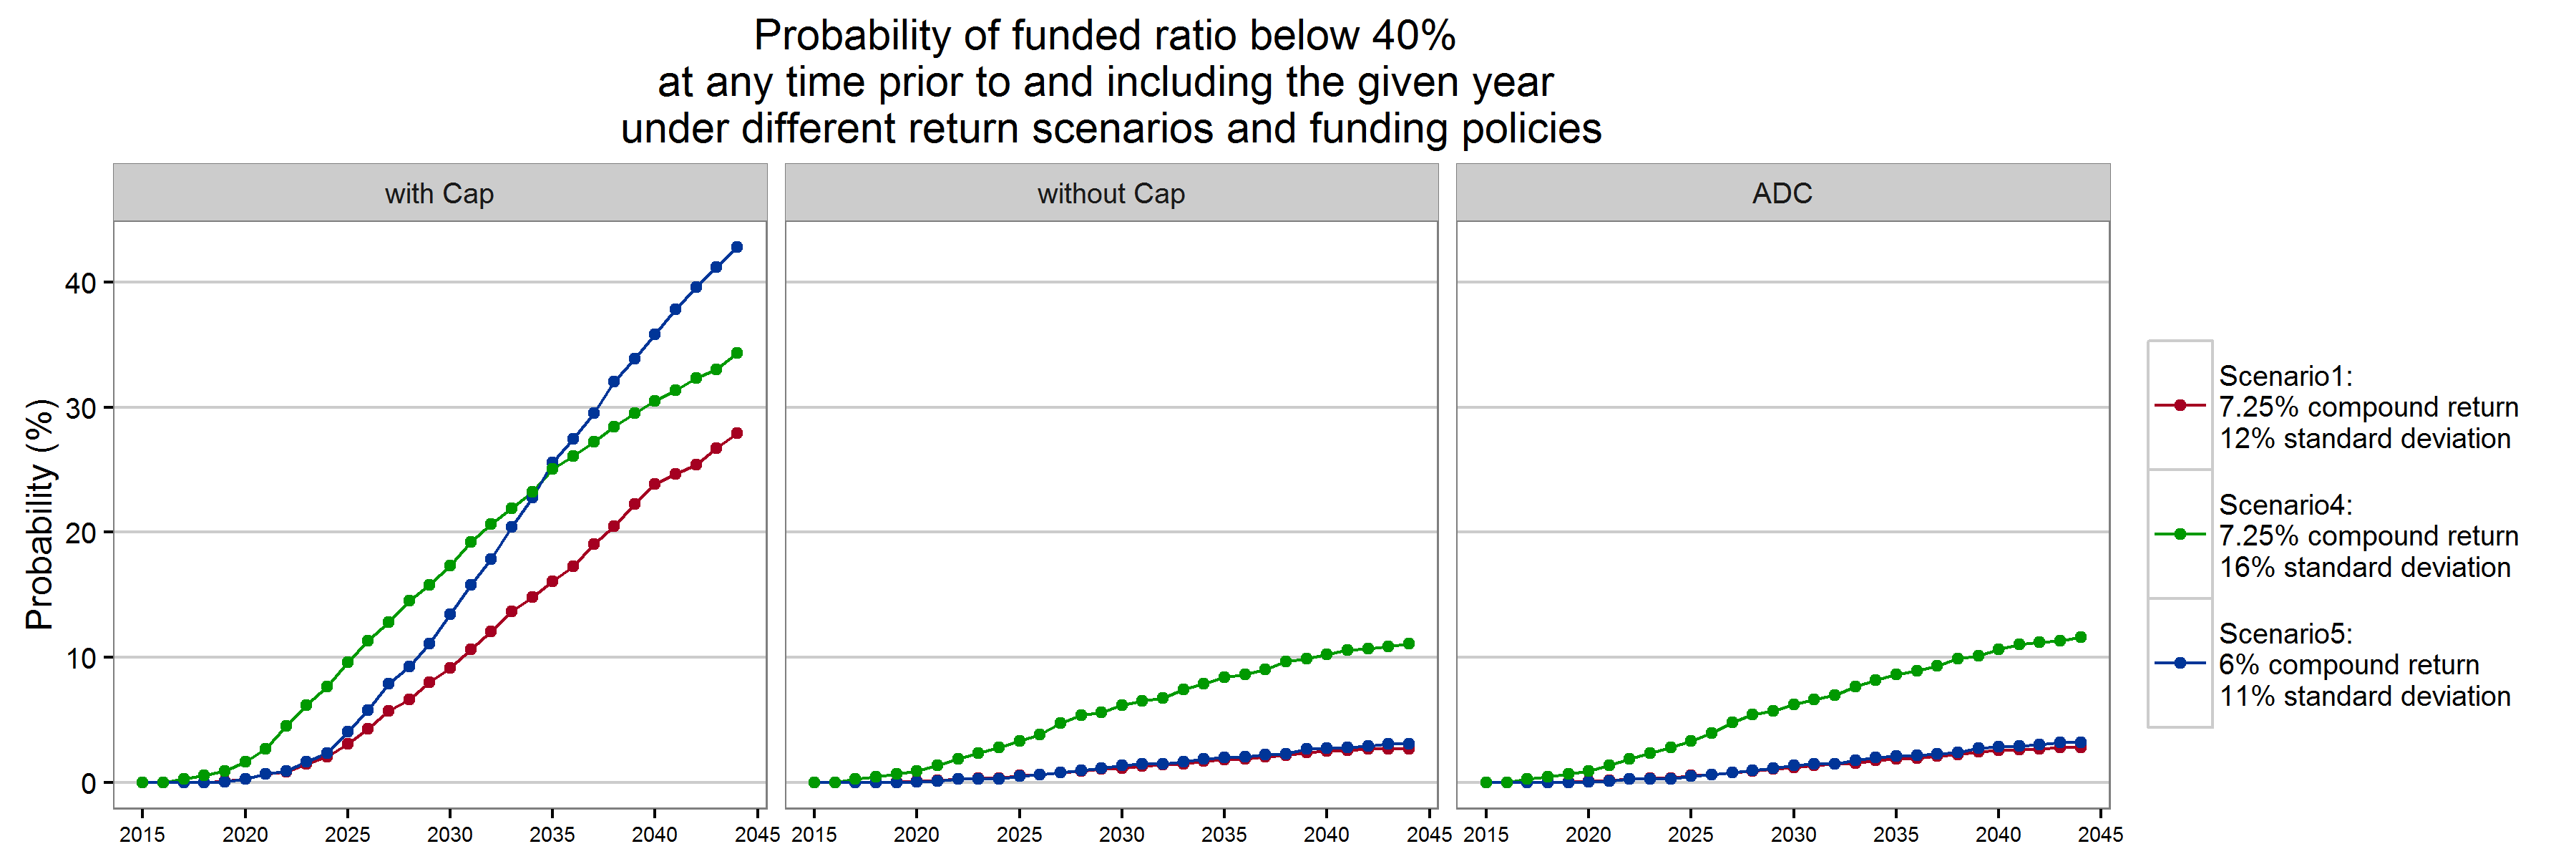 Probability of funded ratio below 40%
at any time prior to and including the given year
under different return scenarios and funding policies
with Cap
without Cap
ADC
Probability (%)
40
30
20
10
0
2015 2020 2025 2030 2035 2040 2045
2015 2020 2025 2030 2035 2040 2045
2015 2020 2025 2030 2035 2040 2045
Scenario1:
7.25% compound return
12% standard deviation
Scenario4:
7.25% compound return
16% standard deviation
Scenario5:
6% compound return
11% standard deviation